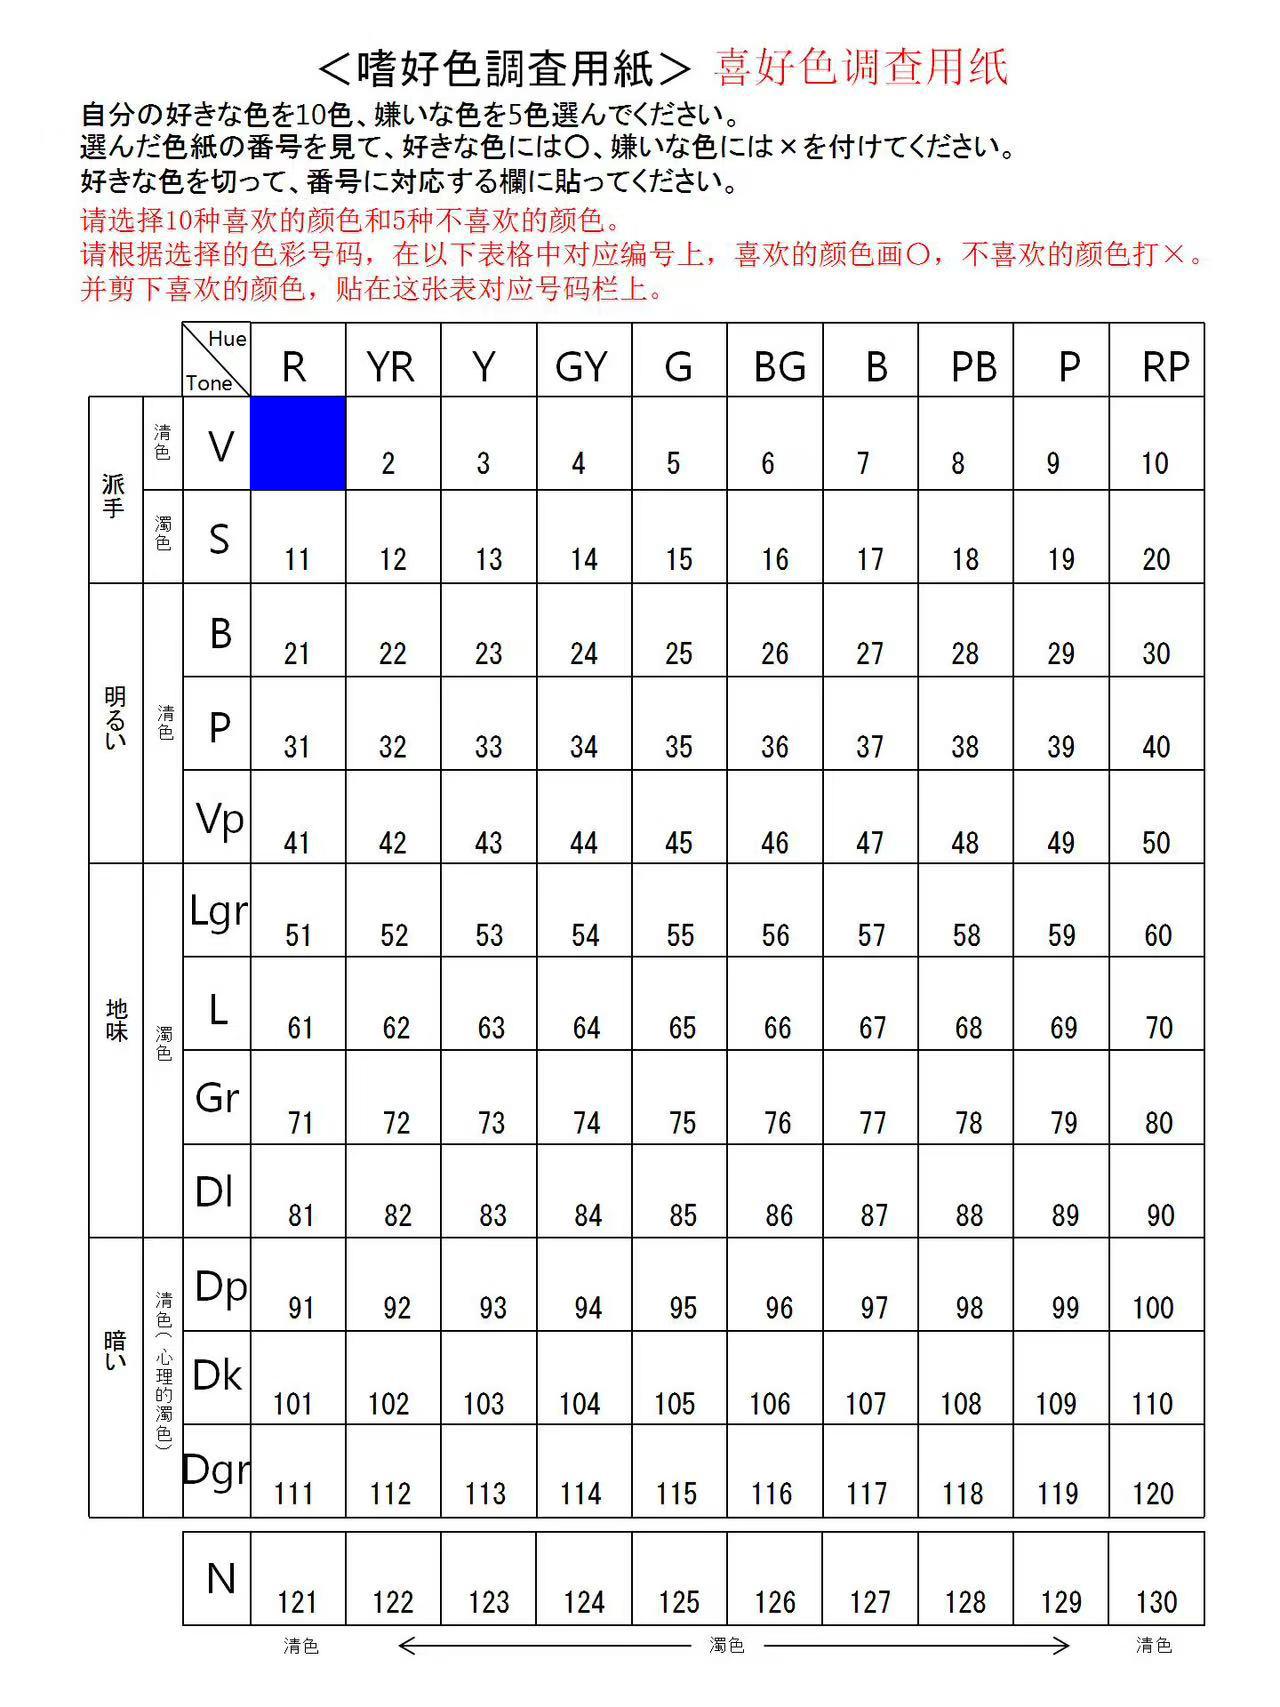 ＜嗜好色調査用紙＞ 喜好色调查用纸
自分の好きな色を10色、嫌いな色を5色選んでください。
選んだ色紙の番号を見て、好きな色には〇、嫌いな色には×を付けてください。
好きな色を切って、番号に対応する欄に貼ってください。
请选择10种喜欢的颜色和5种不喜欢的颜色。
请根据选择的色彩号码，在以下表格中对应编号上，喜欢的颜色画〇，不喜欢的颜色打×。
并剪下喜欢的颜色，贴在这张表对应号码栏上。
Hue
Tone
R YR Y GY G BG B PB P RP
派手
清色
V 2 3 4 5 6 7 8 9 10
濁色
S 11 12 13 14 15 16 17 18 19 20
明るい
清色
B 21 22 23 24 25 26 27 28 29 30
P 31 32 33 34 35 36 37 38 39 40
Vp 41 42 43 44 45 46 47 48 49 50
地味
濁色
Lgr 51 52 53 54 55 56 57 58 59 60
L 61 62 63 64 65 66 67 68 69 70
Gr 71 72 73 74 75 76 77 78 79 80
Dl 81 82 83 84 85 86 87 88 89 90
暗い
清色(心理的濁色)
Dp 91 92 93 94 95 96 97 98 99 100
Dk 101 102 103 104 105 106 107 108 109 110
Dgr 111 112 113 114 115 116 117 118 119 120
N 121 122 123 124 125 126 127 128 129 130
清色 濁色 清色